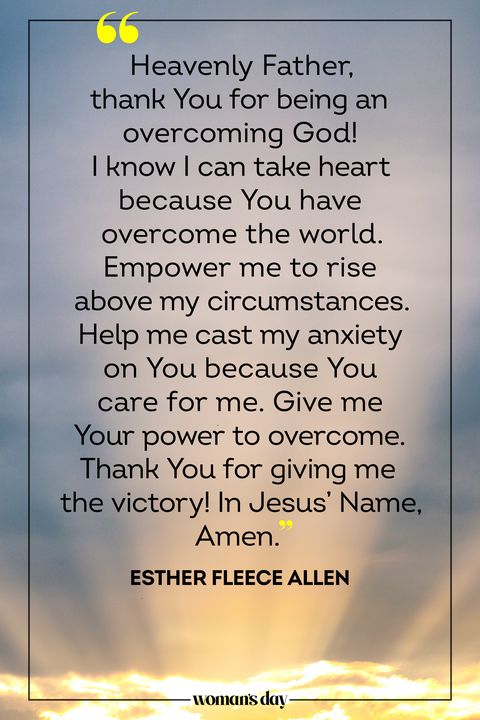 “
Heavenly Father,
thank You for being an
overcoming God!
I know I can take heart
because You have
overcome the world.
Empower me to rise
above my circumstances.
Help me cast my anxiety
on You because You
care for me. Give me
Your power to overcome.
Thank You for giving me
the victory! In Jesus’ Name,
Amen.”
ESTHER FLEECE ALLEN
woman's day